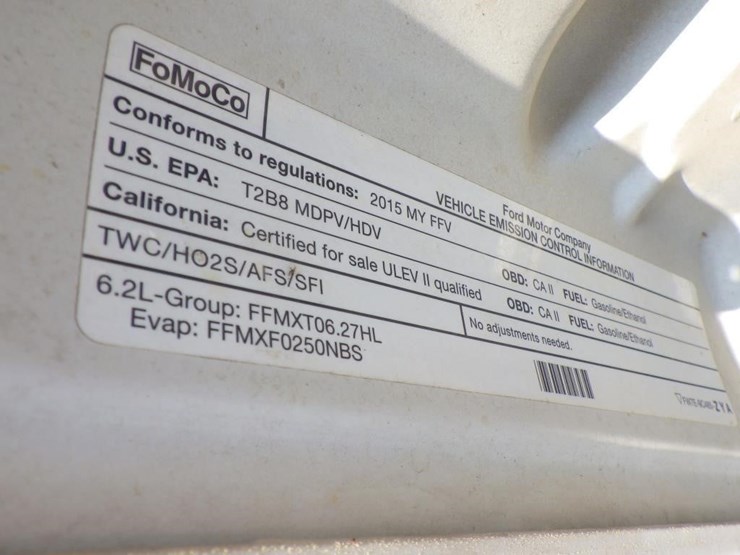 FoMoCo
Ford Motor Company
VEHICLE EMISSION CONTROL INFORMATION
Conforms to regulations: 2015 MY FFV
U.S. EPA: T2B8 MDPV/HDV OBD: CA II FUEL: Gasoline/Ethanol
California: Certified for sale ULEV II qualified OBD: CA II FUEL: Gasoline/Ethanol
TWC/HO2S/AFS/SFI No adjustments needed.
6.2L-Group: FFMXT06.27HL
Evap: FFMXF0250NBS
ZYA